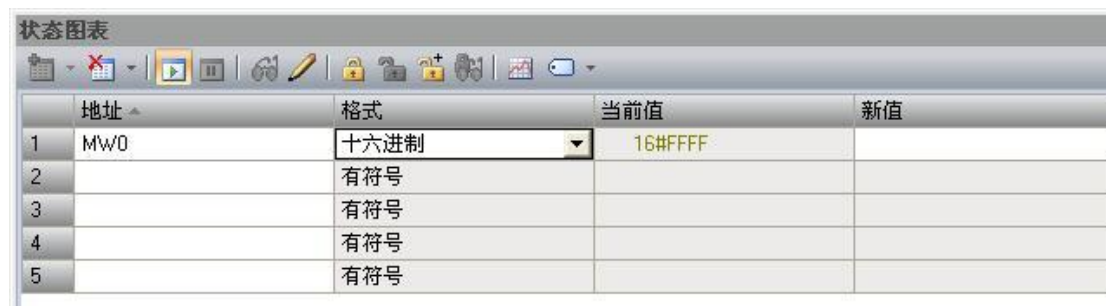 状态图表
地址 格式 当前值 新值
1 MW0 十六进制 16#FFFF
2 有符号
3 有符号
4 有符号
5 有符号